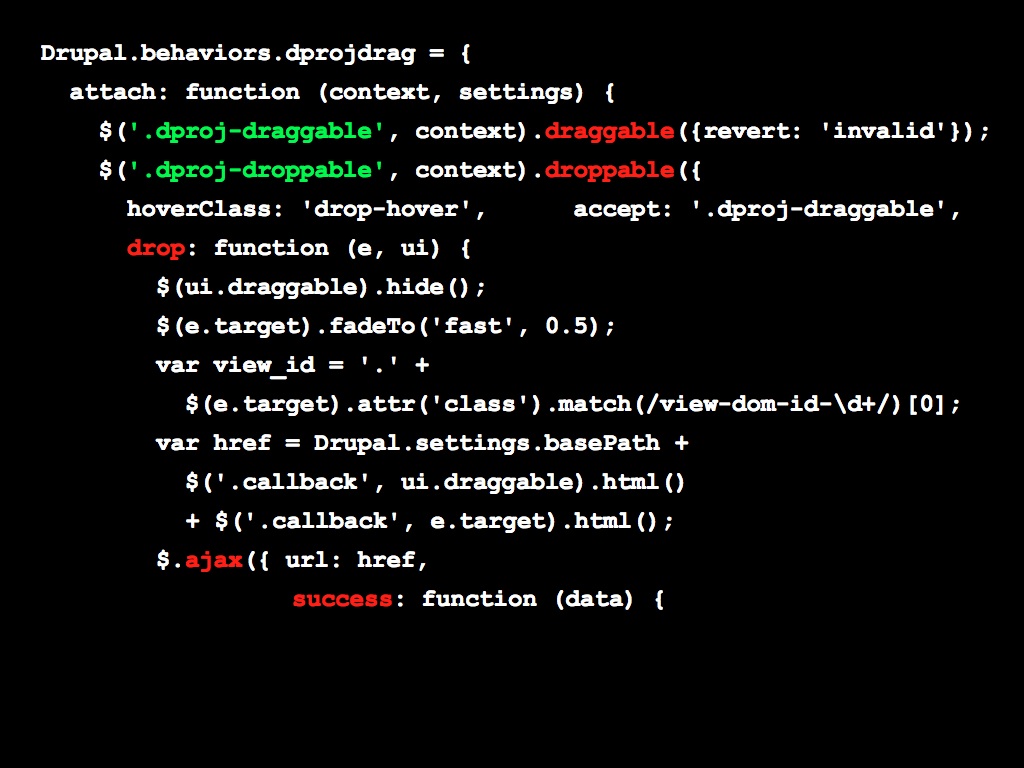 Drupal.behaviors.dprojdrag = {
attach: function (context, settings) {
$('.dproj-draggable', context).draggable({revert: 'invalid'});
$('.dproj-droppable', context).droppable({
hoverClass: 'drop-hover', accept: '.dproj-draggable',
drop: function (e, ui) {
$(ui.draggable).hide();
$(e.target).fadeTo('fast', 0.5);
var view_id = '.' +
$(e.target).attr('class').match(/view-dom-id-\d+/)[0];
var href = Drupal.settings.basePath +
$('.callback', ui.draggable).html()
+ $('.callback', e.target).html();
$.ajax({ url: href,
success: function (data) {